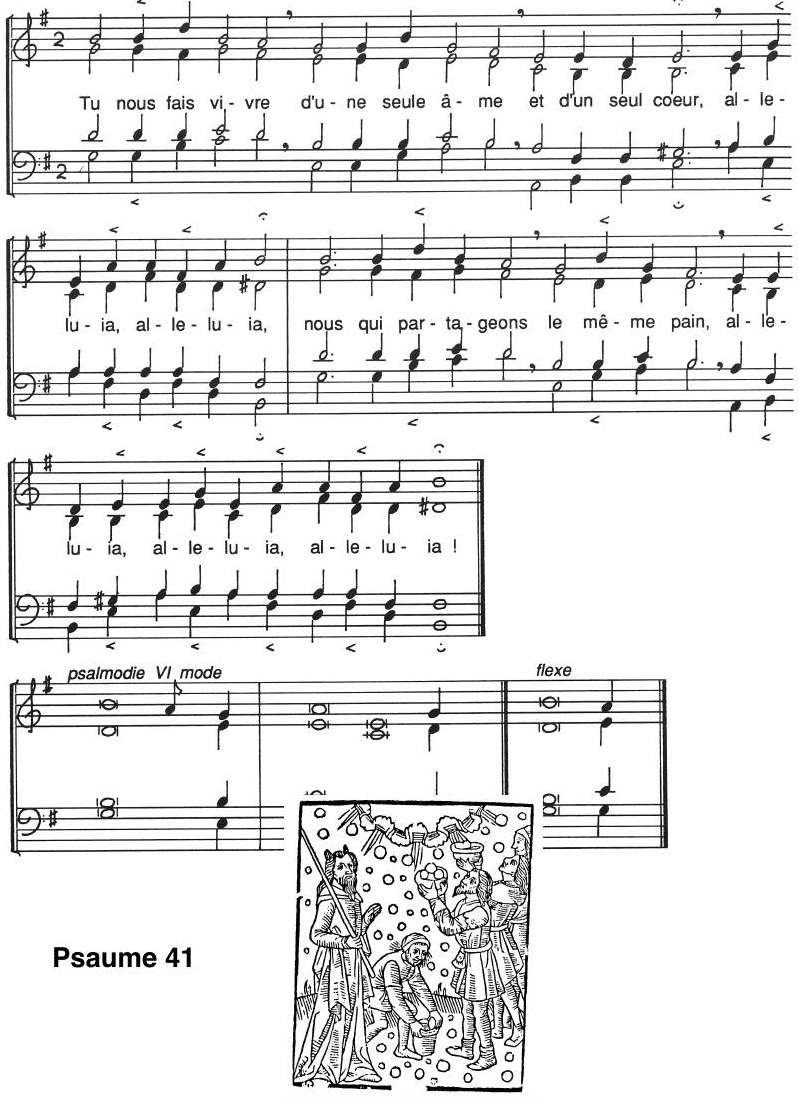 2
Tu nous fais vi - vre d'u - ne seule â - me et d'un seul coeur, al - le -
2
lu - ia, al - le - lu - ia, nous qui par - ta - geons le mê - me pain, al - le -
lu - ia, al - le - lu - ia, al - le - lu - ia !
psalmodie VI mode flexe
Psaume 41